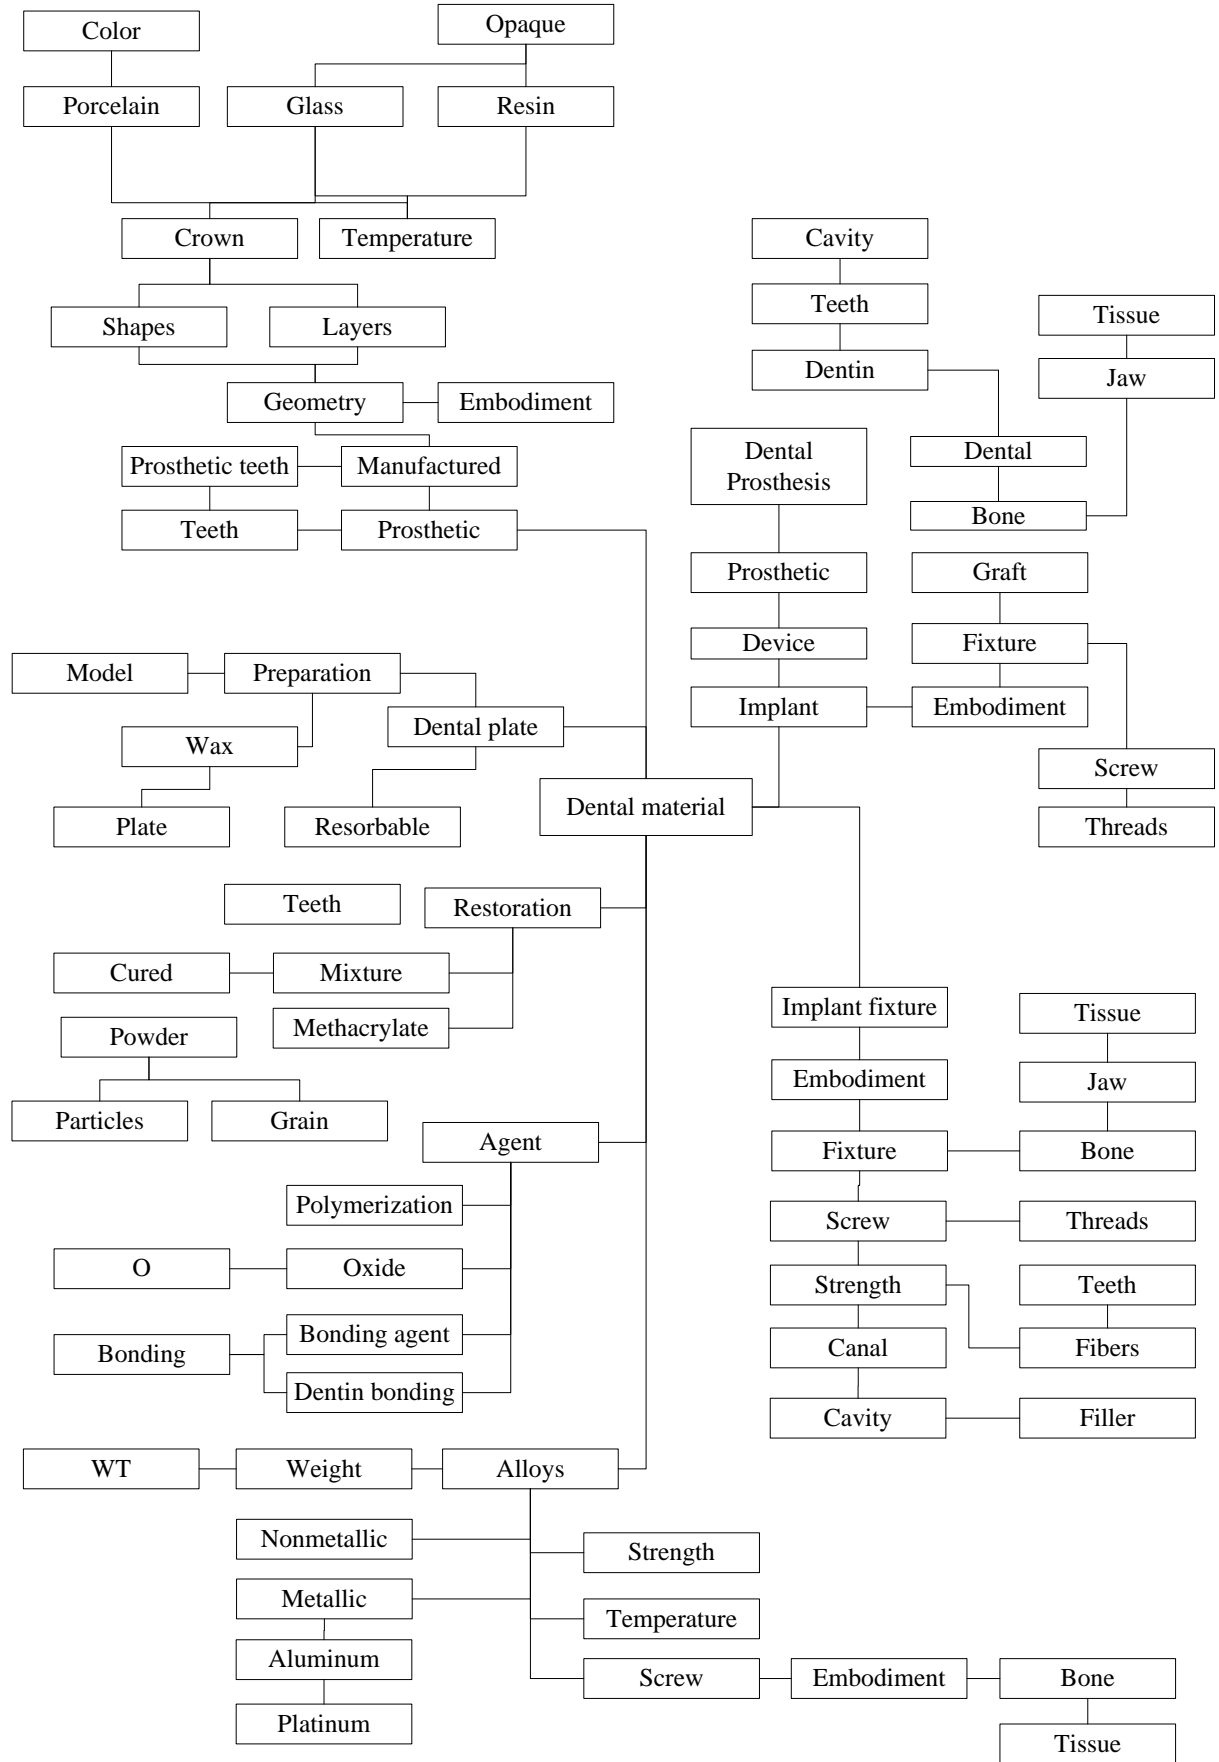 Color
Opaque
Porcelain
Glass
Resin
Crown
Temperature
Shapes
Layers
Geometry
Embodiment
Prosthetic teeth
Manufactured
Teeth
Prosthetic
Cavity
Teeth
Dentin
Tissue
Jaw
Dental
Bone
Dental
Prosthesis
Prosthetic
Device
Implant
Graft
Fixture
Embodiment
Screw
Threads
Model
Preparation
Wax
Dental plate
Plate
Resorbable
Dental material
Teeth
Restoration
Cured
Mixture
Methacrylate
Powder
Particles
Grain
Agent
Polymerization
O
Oxide
Bonding
Bonding agent
Dentin bonding
Implant fixture
Embodiment
Fixture
Tissue
Jaw
Bone
Screw
Threads
Strength
Teeth
Canal
Fibers
Cavity
Filler
WT
Weight
Alloys
Nonmetallic
Metallic
Aluminum
Platinum
Strength
Temperature
Screw
Embodiment
Bone
Tissue